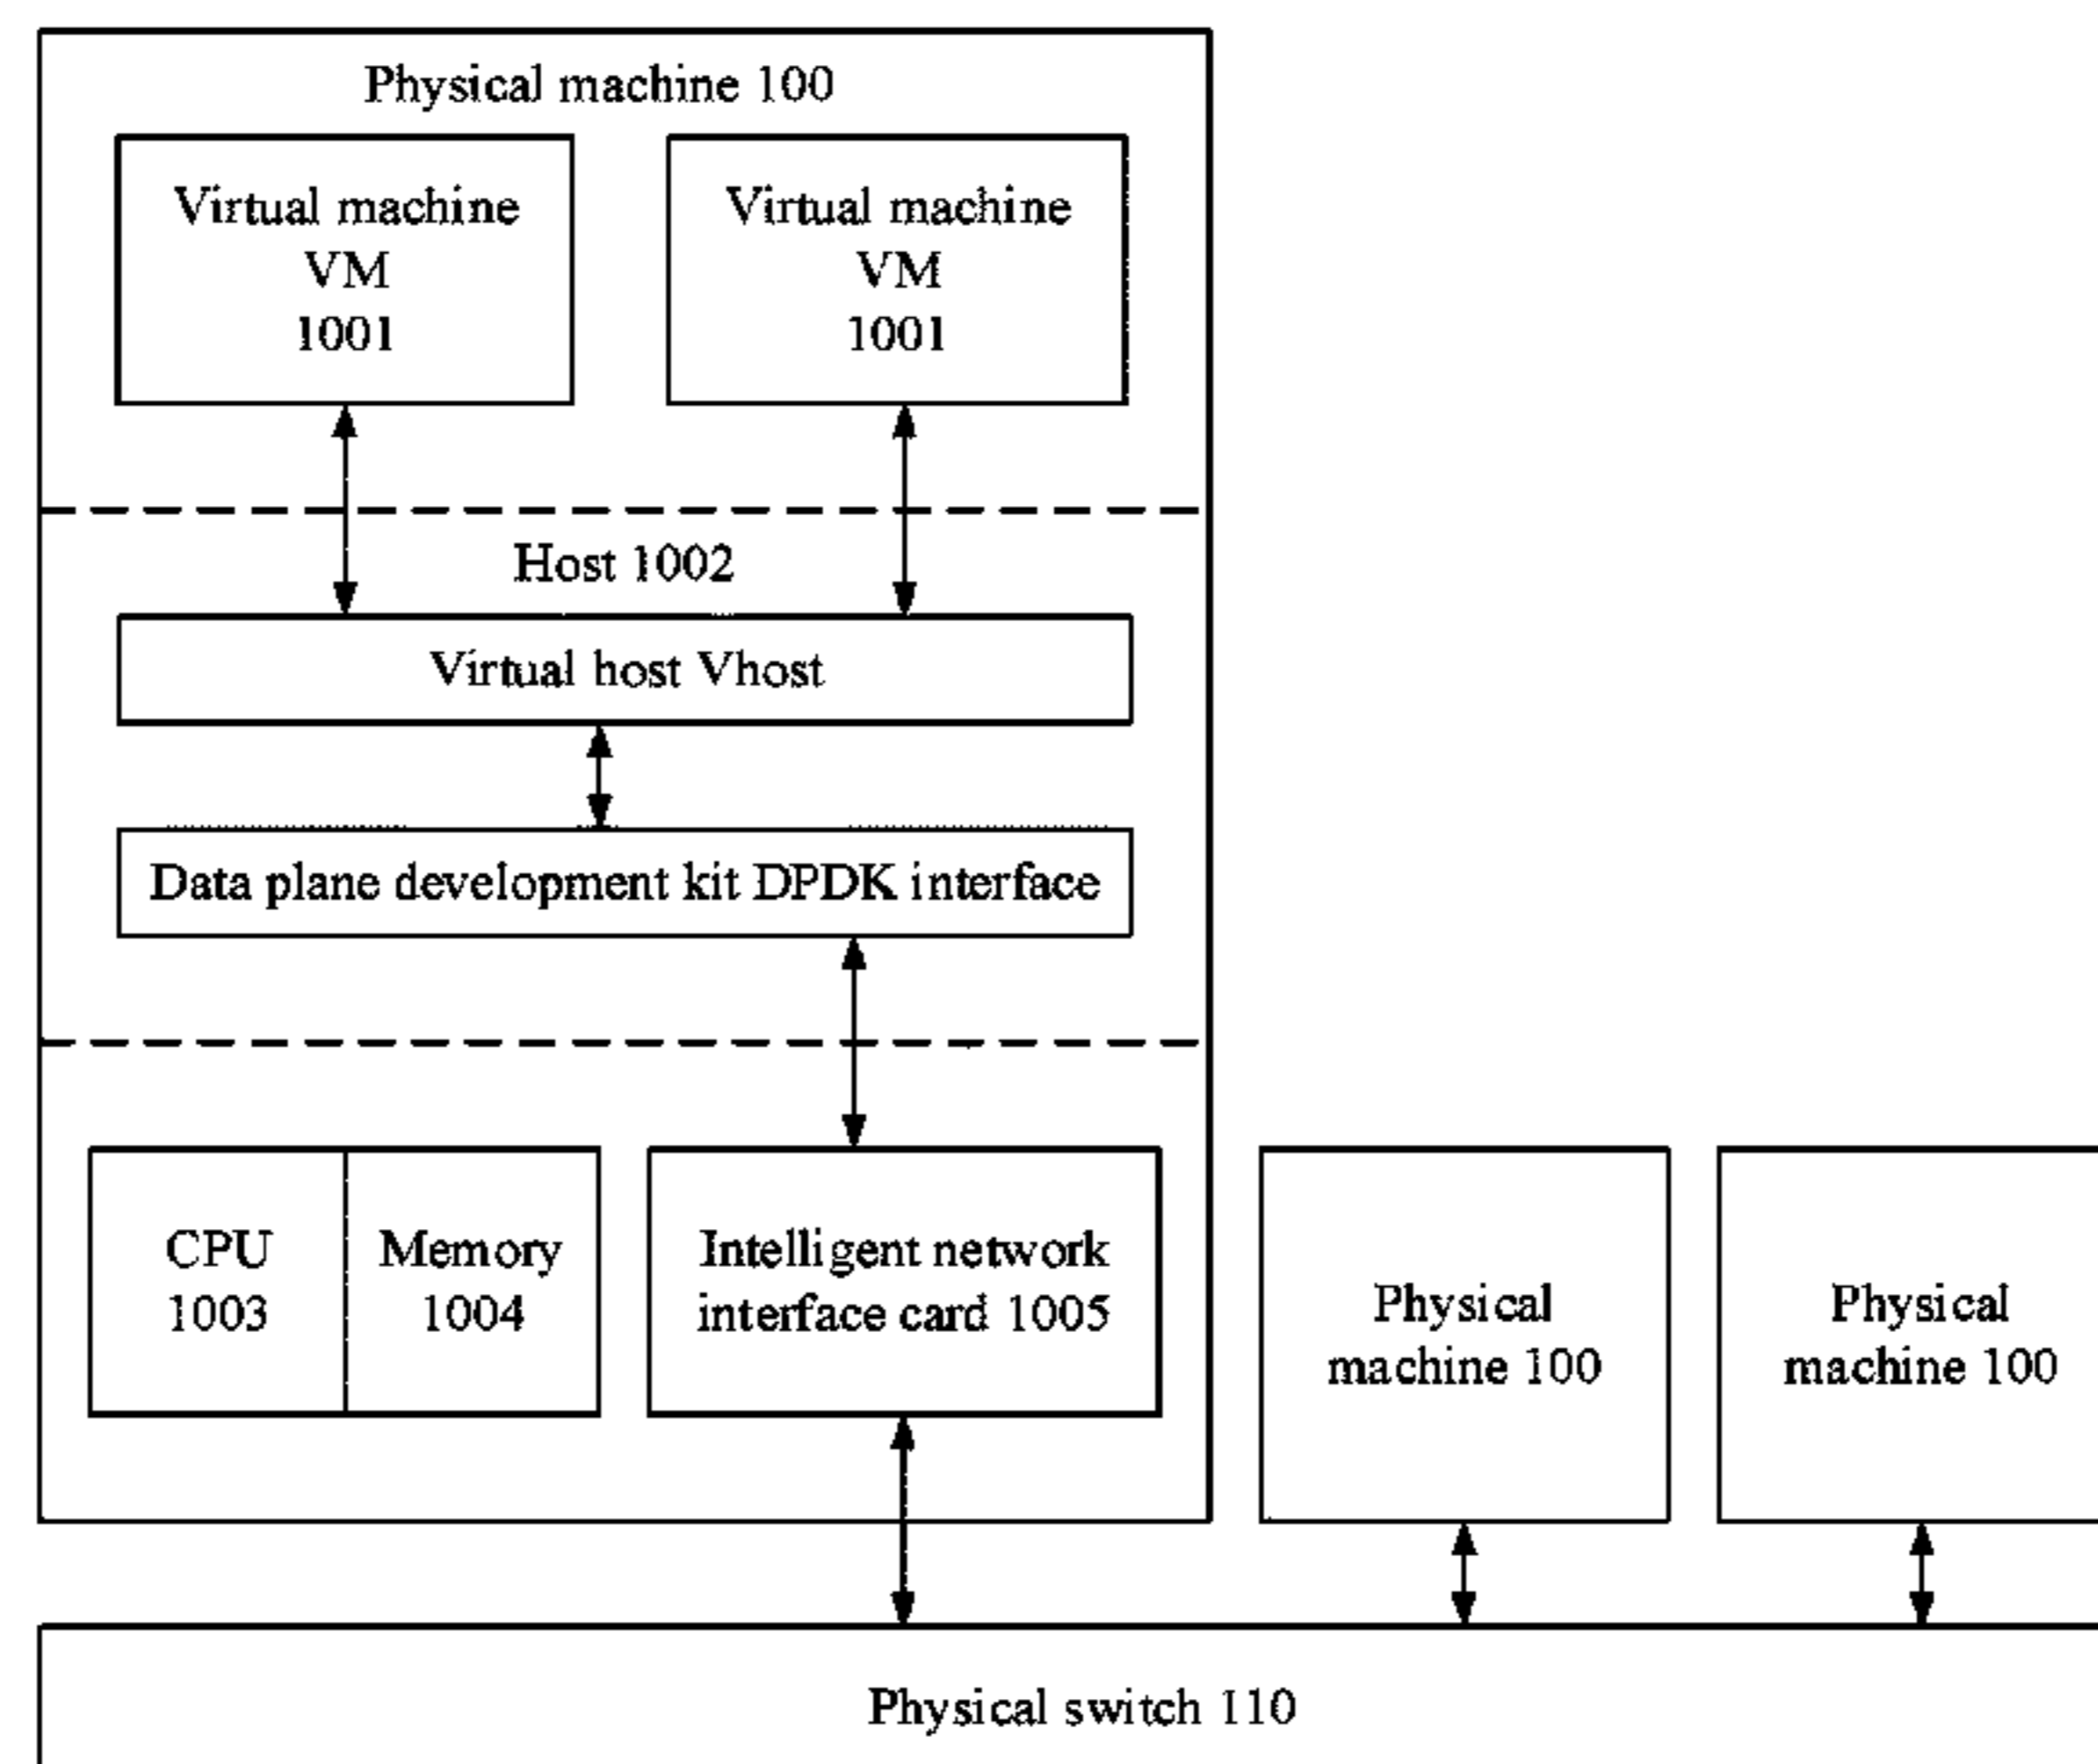 Physical machine 100
Virtual machine
VM
1001
Virtual machine
VM
1001
Host 1002
Virtual host Vhost
Data plane development kit DPDK interface
CPU
1003
Memory
1004
Intelligent network
interface card 1005
Physical
machine 100
Physical
machine 100
Physical switch 110